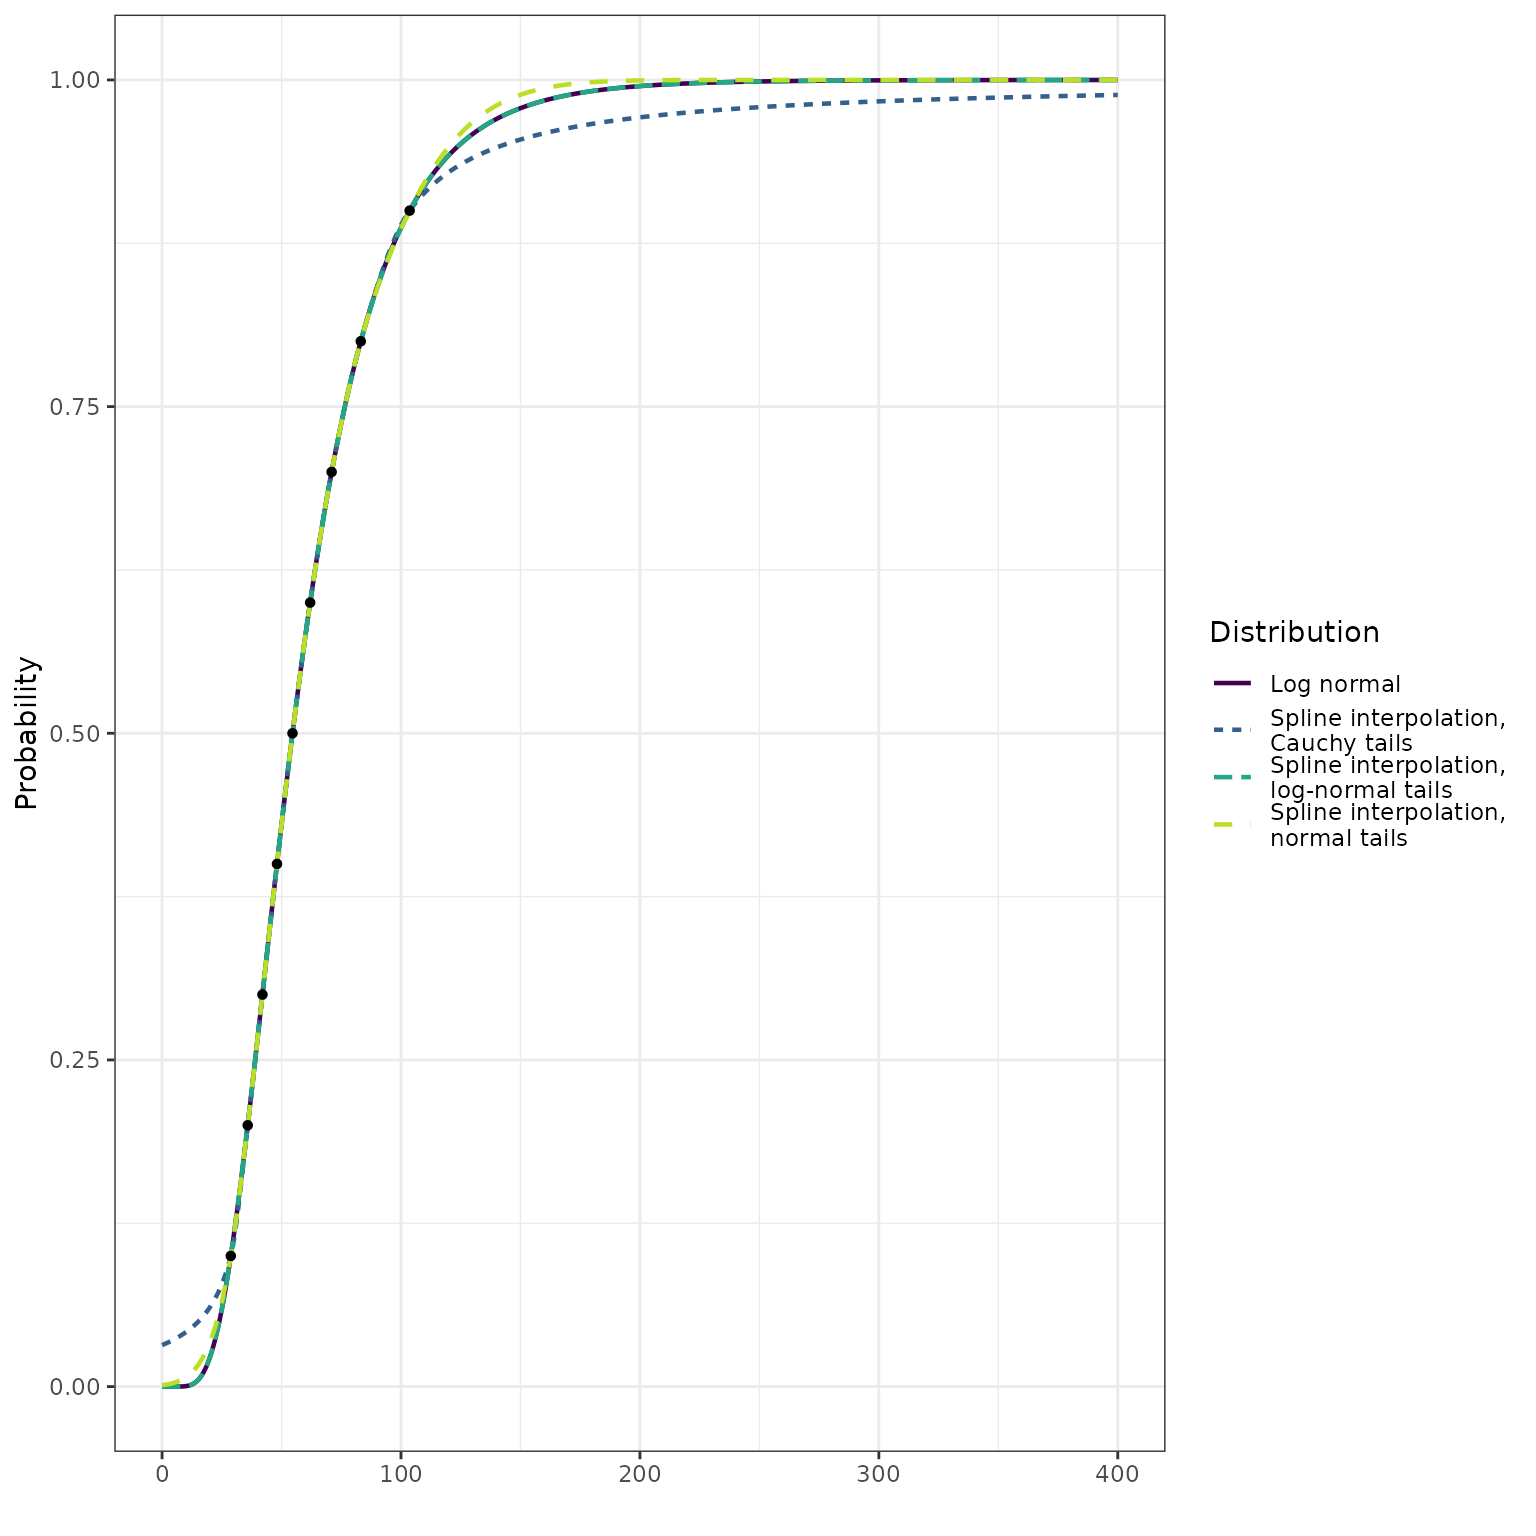 1.00
0.75
0.50
0.25
0.00
Probability
0 100 200 300 400
Distribution
Log normal
Spline interpolation,
Cauchy tails
Spline interpolation,
log-normal tails
Spline interpolation,
normal tails